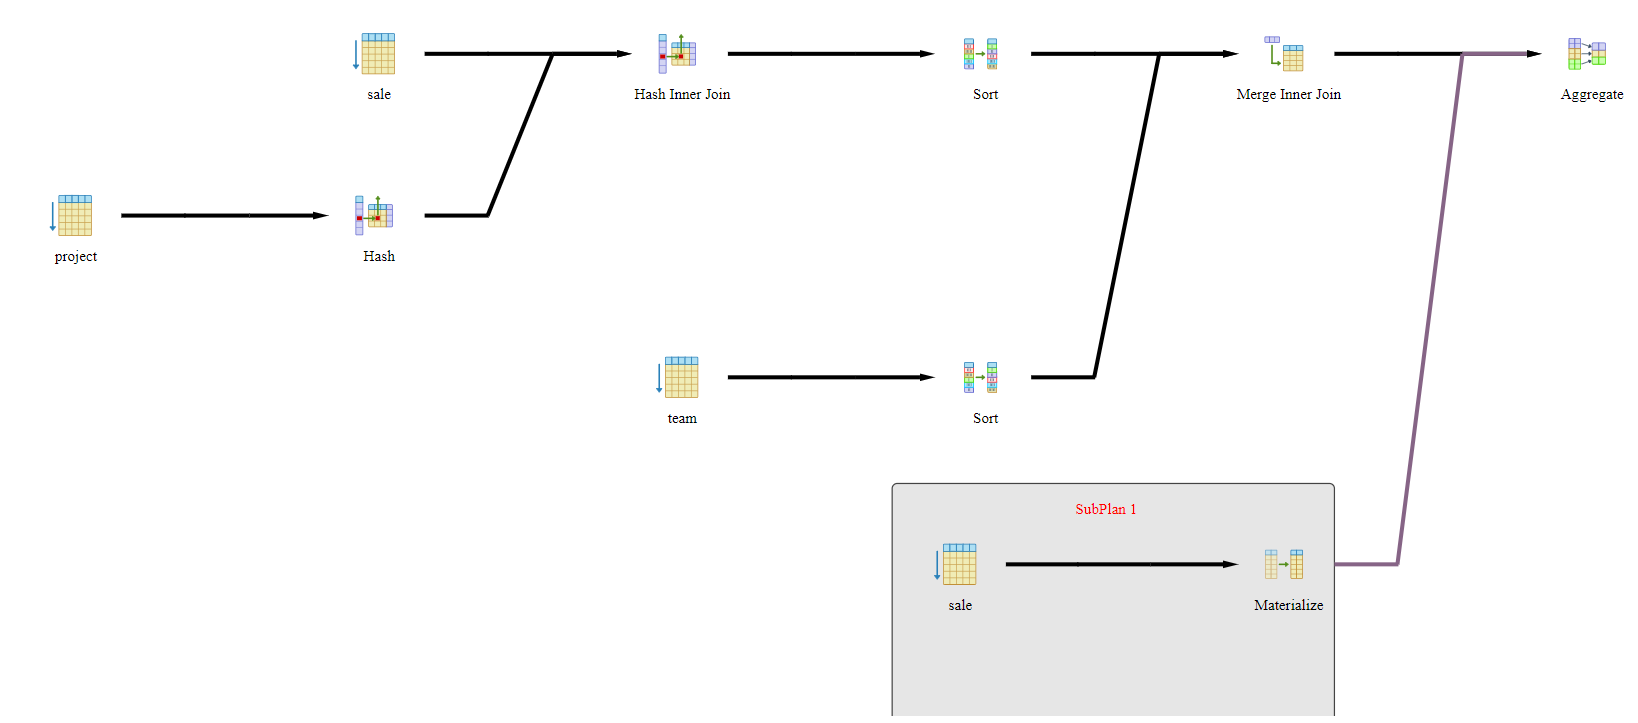 sale
Hash Inner Join
Sort
Merge Inner Join
Aggregate
project
Hash
team
Sort
SubPlan 1
sale
Materialize